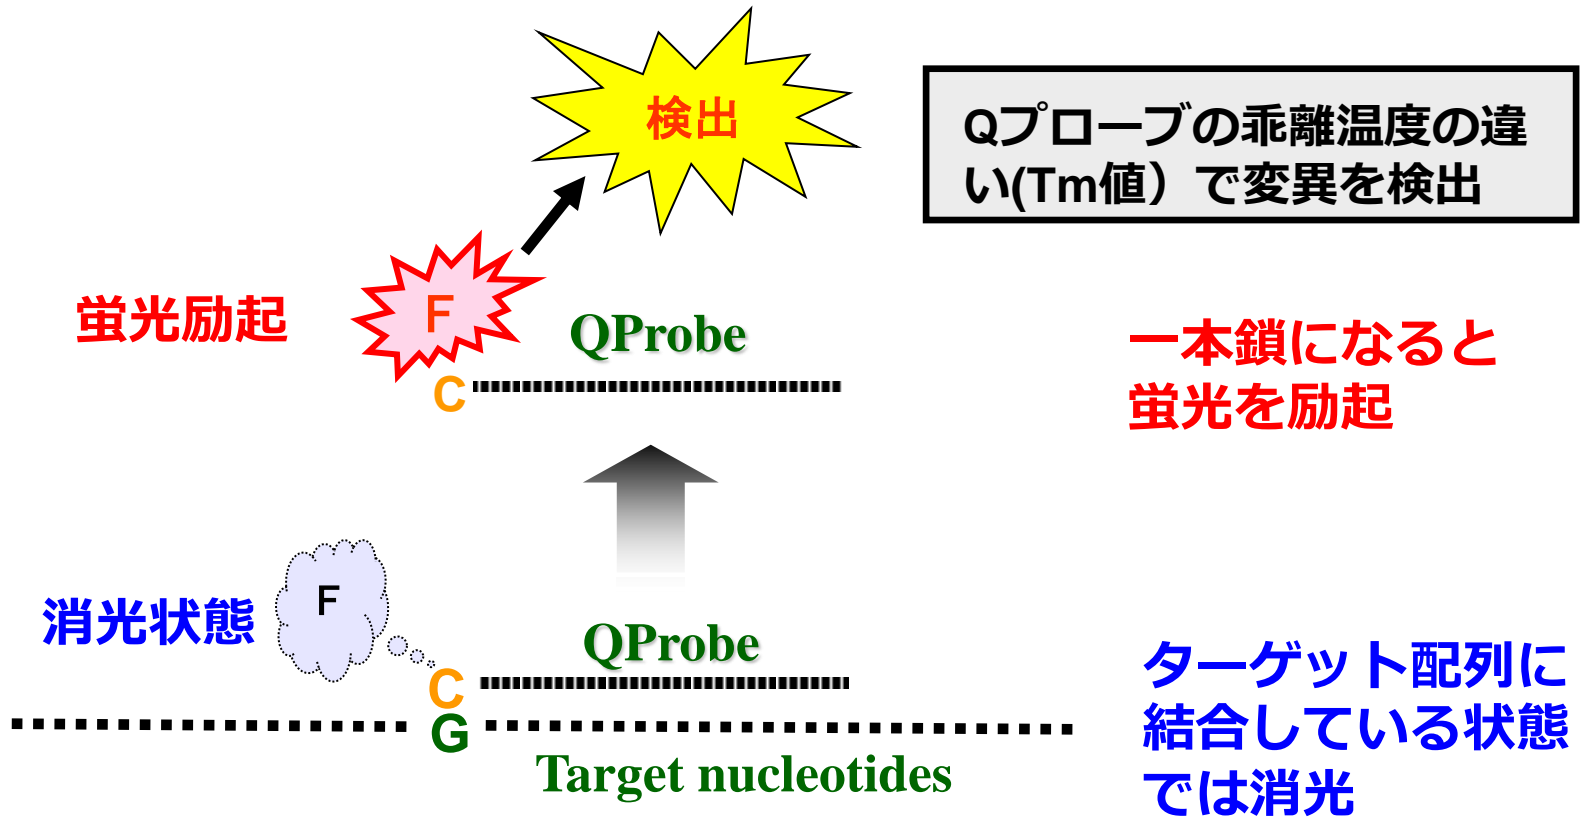 検出
Qプローブの乖離温度の違
い(Tm値）で変異を検出
蛍光励起
F
QProbe
C
一本鎖になると
蛍光を励起
消光状態
F
QProbe
C
G
Target nucleotides
ターゲット配列に
結合している状態
では消光